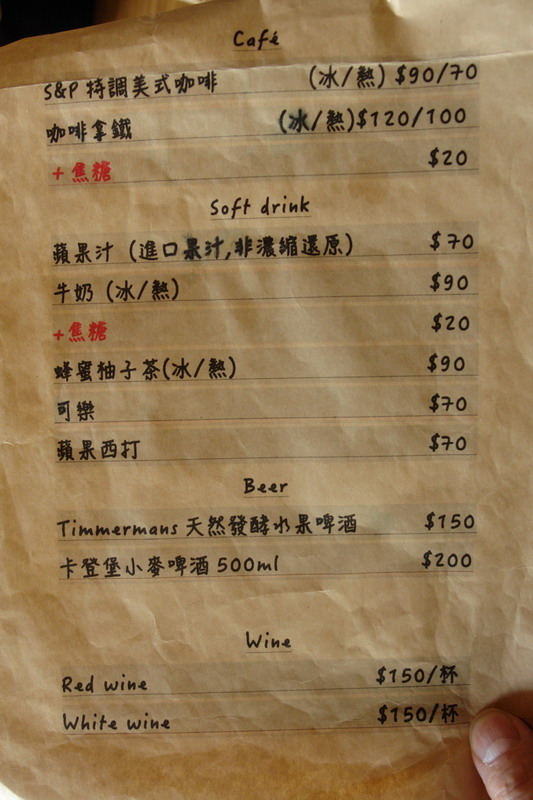 Café
S&P 特調美式咖啡 (冰/熱) $90/70
咖啡拿鐵 (冰/熱)$120/100
+焦糖 $20
Soft drink
蘋果汁 (進口果汁,非濃縮還原) $70
牛奶 (冰/熱) $90
+焦糖 $20
蜂蜜柚子茶(冰/熱) $90
可樂 $70
蘋果西打 $70
Beer
Timmermans 天然發酵水果啤酒 $150
卡登堡小麥啤酒 500ml $200
Wine
Red wine $150/杯
White wine $150/杯